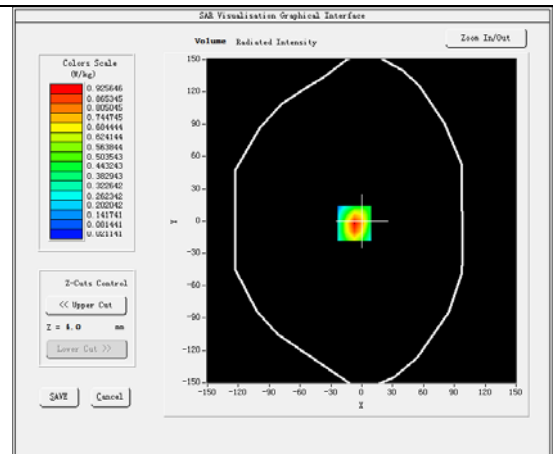 SAR Visualisation Graphical Interface
Volume Radiated Intensity
Zoom In/Out
Colors Scale
(W/kg)
0.925646
0.865345
0.805045
0.744745
0.684444
0.624144
0.563844
0.503543
0.443243
0.382943
0.322642
0.262342
0.202042
0.141741
0.081441
0.021141
Z-Cuts Control
<< Upper Cut
Z = 4.0 mm
Lower Cut >>
SAVE Cancel
150
120
90
60
30
0
-30
-60
-90
-120
-150
Y
-150 -120 -90 -60 -30 0 30 60 90 120 150
X